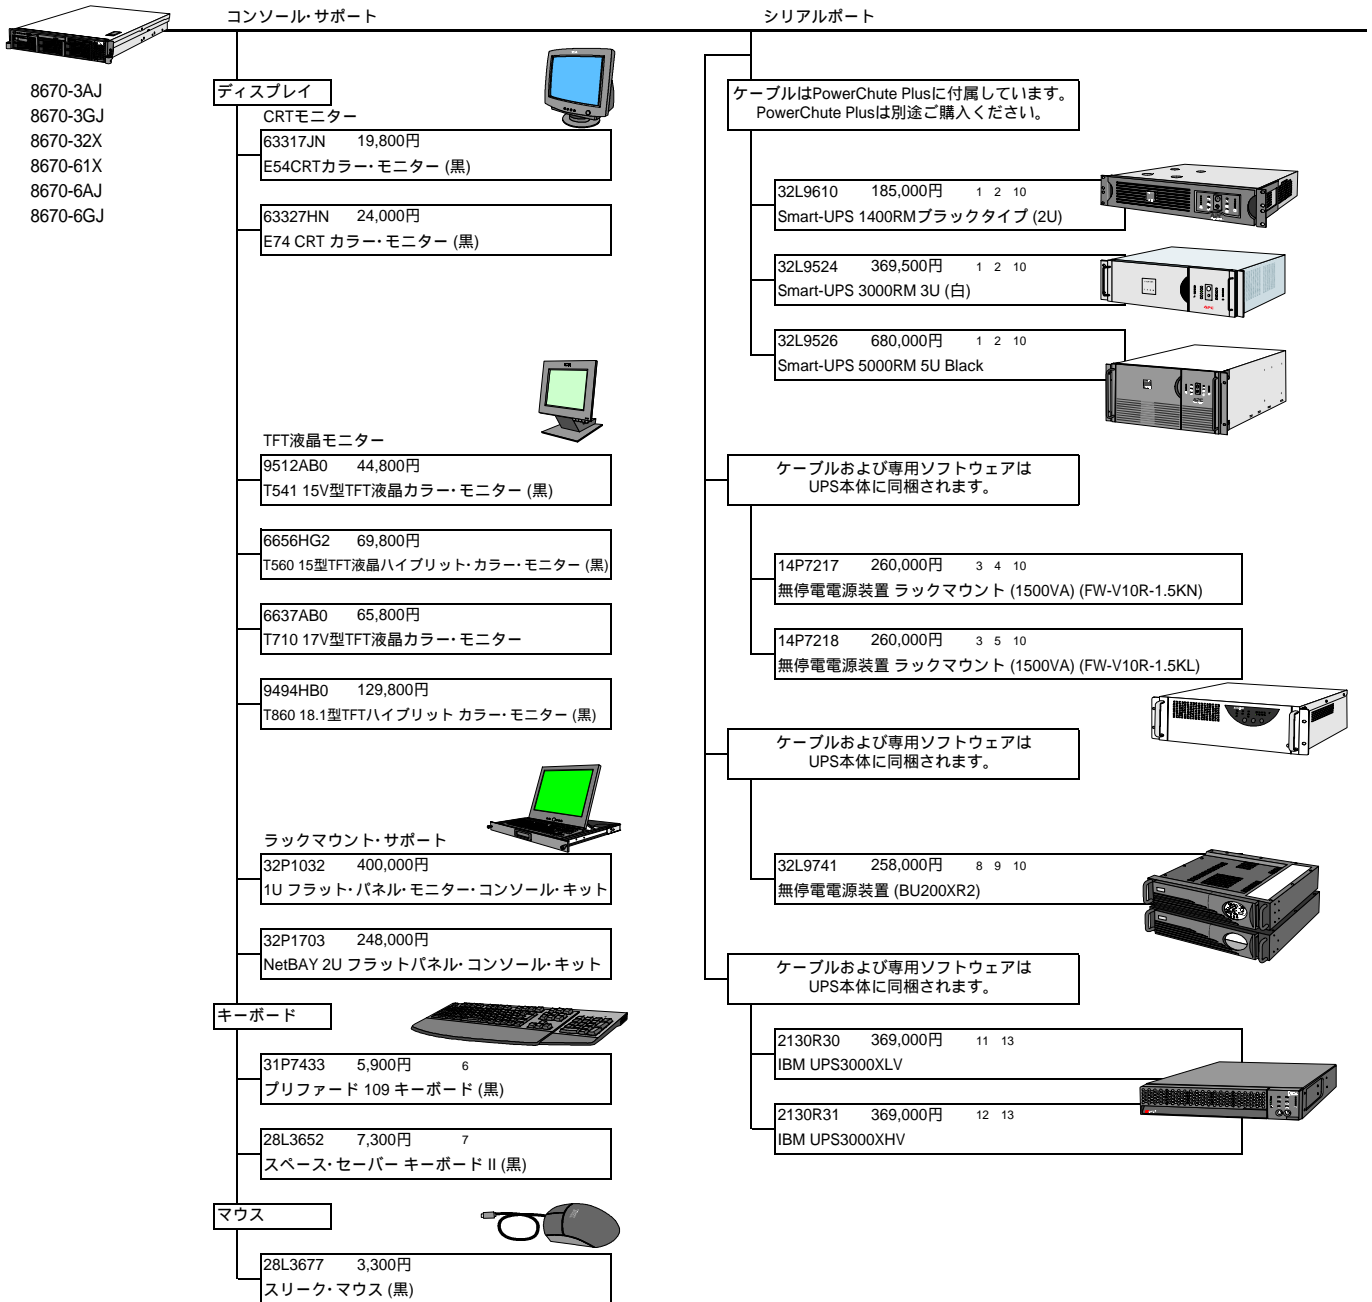 コンソール・サポート
シリアルポート
8670-3AJ
8670-3GJ
8670-32X
8670-61X
8670-6AJ
8670-6GJ
ディスプレイ
CRTモニター
63317JN 19,800円
E54CRTカラー・モニター (黒)
63327HN 24,000円
E74 CRT カラー・モニター (黒)
TFT液晶モニター
9512AB0 44,800円
T541 15V型TFT液晶カラー・モニター (黒)
6656HG2 69,800円
T560 15型TFT液晶ハイブリット・カラー・モニター (黒)
6637AB0 65,800円
T710 17V型TFT液晶カラー・モニター
9494HB0 129,800円
T860 18.1型TFTハイブリット カラー・モニター (黒)
ラックマウント・サポート
32P1032 400,000円
1U フラット・パネル・モニター・コンソール・キット
32P1703 248,000円
NetBAY 2U フラットパネル・コンソール・キット
キーボード
31P7433 5,900円 6
プリファード 109 キーボード (黒)
28L3652 7,300円 7
スペース・セーバー キーボード II (黒)
マウス
28L3677 3,300円
スリーク・マウス (黒)
ケーブルはPowerChute Plusに付属しています。
PowerChute Plusは別途ご購入ください。
32L9610 185,000円 1 2 10
Smart-UPS 1400RMブラックタイプ (2U)
32L9524 369,500円 1 2 10
Smart-UPS 3000RM 3U (白)
32L9526 680,000円 1 2 10
Smart-UPS 5000RM 5U Black
ケーブルおよび専用ソフトウェアは
UPS本体に同梱されます。
14P7217 260,000円 3 4 10
無停電電源装置 ラックマウント (1500VA) (FW-V10R-1.5KN)
14P7218 260,000円 3 5 10
無停電電源装置 ラックマウント (1500VA) (FW-V10R-1.5KL)
ケーブルおよび専用ソフトウェアは
UPS本体に同梱されます。
32L9741 258,000円 8 9 10
無停電電源装置 (BU200XR2)
ケーブルおよび専用ソフトウェアは
UPS本体に同梱されます。
2130R30 369,000円 11 13
IBM UPS3000XLV
2130R31 369,000円 12 13
IBM UPS3000XHV